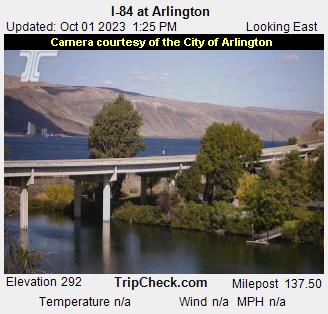 I-84 at Arlington
Updated: Oct 01 2023 1:25 PM Looking East
Camera courtesy of the City of Arlington
Elevation 292 TripCheck.com Milepost 137.50
Temperature n/a Wind n/a MPH n/a